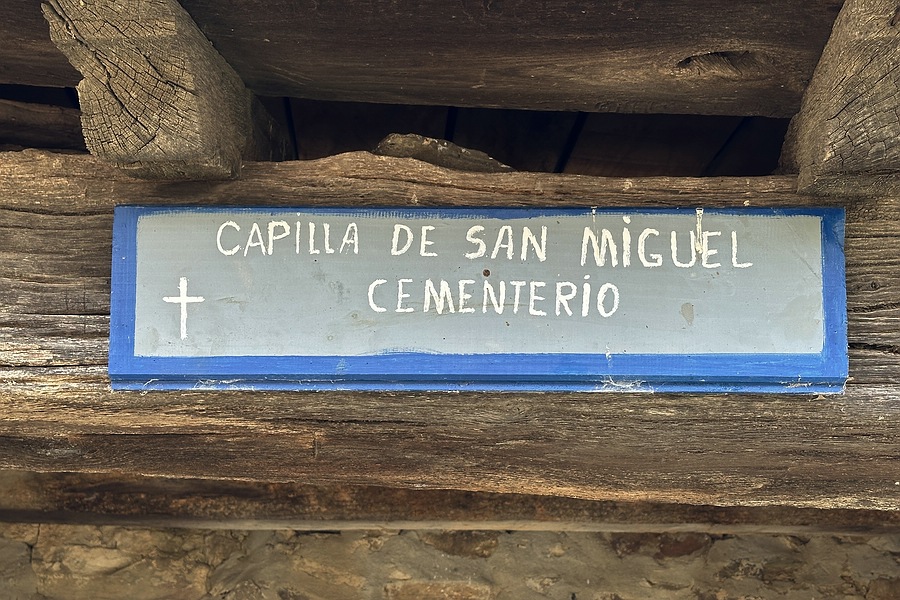 CAPiLLA DE SAN MiGUEL
CEMENTERiO